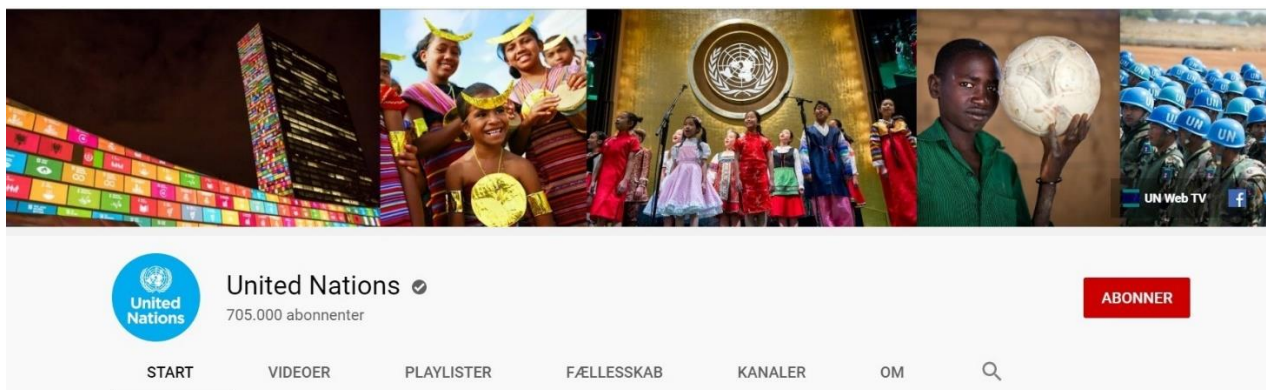 UN
UN
UN
UN Web TV
f
United
Nations
United Nations
705.000 abonnenter
ABONNER
START
VIDEOER
PLAYLISTER
FÆLLESSKAB
KANALER
OM